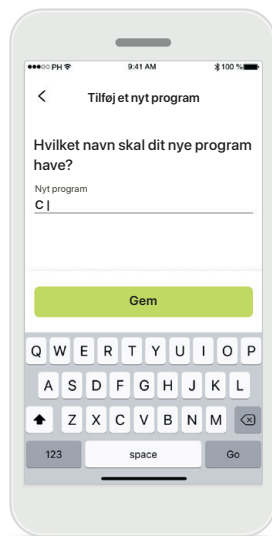 PH 9:41 AM 100 %
Tilføj et nyt program
Hvilket navn skal dit nye program
have?
Nyt program
C |
Gem
Q W E R T Y U I O P
A S D F G H J K L
Z X C V B N M
123 space Go